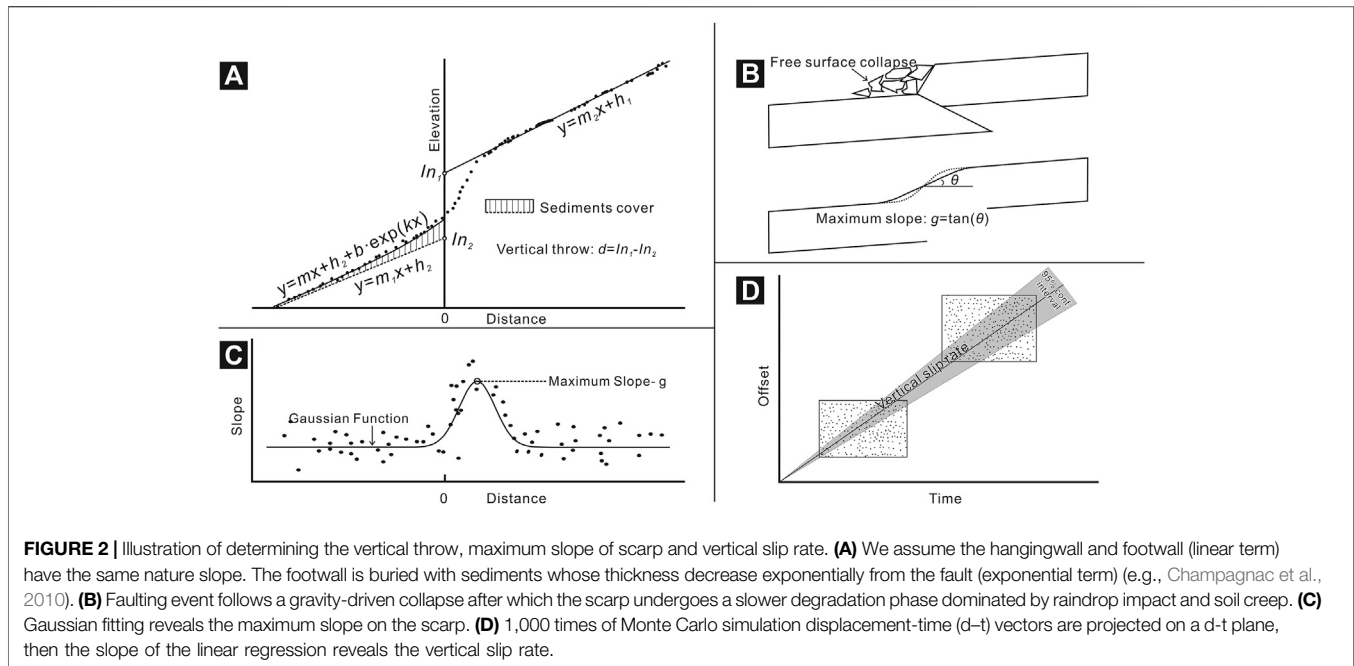 A
Elevation
y=m₂x+h₁
In₁
Sediments cover
In₂
Vertical throw: d=In₁-In₂
y=mx+h₂+b·exp(kx)
y=m₁x+h₂
0
Distance
B
Free surface collapse
θ
Maximum slope: g=tan(θ)
C
Slope
Maximum Slope- g
Gaussian Function
0
Distance
D
Offset
95% conf
interval
Vertical slip rate
Time
FIGURE 2 | Illustration of determining the vertical throw, maximum slope of scarp and vertical slip rate. (A) We assume the hangingwall and footwall (linear term)
have the same nature slope. The footwall is buried with sediments whose thickness decrease exponentially from the fault (exponential term) (e.g., Champagnac et al.,
2010). (B) Faulting event follows a gravity-driven collapse after which the scarp undergoes a slower degradation phase dominated by raindrop impact and soil creep. (C)
Gaussian fitting reveals the maximum slope on the scarp. (D) 1,000 times of Monte Carlo simulation displacement-time (d–t) vectors are projected on a d-t plane,
then the slope of the linear regression reveals the vertical slip rate.